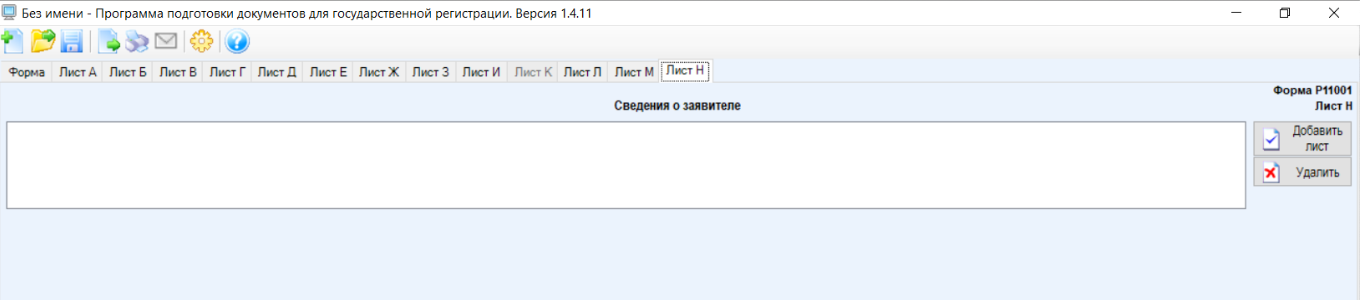 Без имени - Программа подготовки документов для государственной регистрации. Версия 1.4.11
Форма Лист А Лист Б Лист В Лист Г Лист Д Лист Е Лист Ж Лист З Лист И Лист К Лист Л Лист М Лист Н
Форма Р11001
Сведения о заявителе
Лист Н
Добавить
лист
Удалить